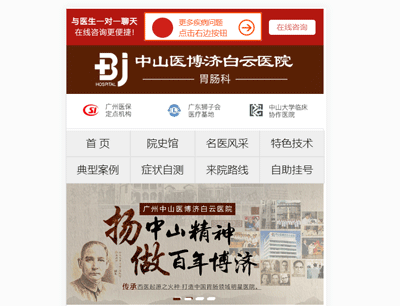 与医生一对一聊天
在线咨询更便捷！
更多疾病问题
点击右边按钮
在线咨询
Bj
HOSPITAL
中山医博济白云医院
胃肠科
广州医保
定点机构
广东狮子会
医疗基地
中山大学临床
协作医院
首 页
院史馆
名医风采
特色技术
典型案例
症状自测
来院路线
自助挂号
广州中山医博济白云医院
扬中山精神
做百年博济
传承西医起源之火种 打造中国胃肠领域明星医院。